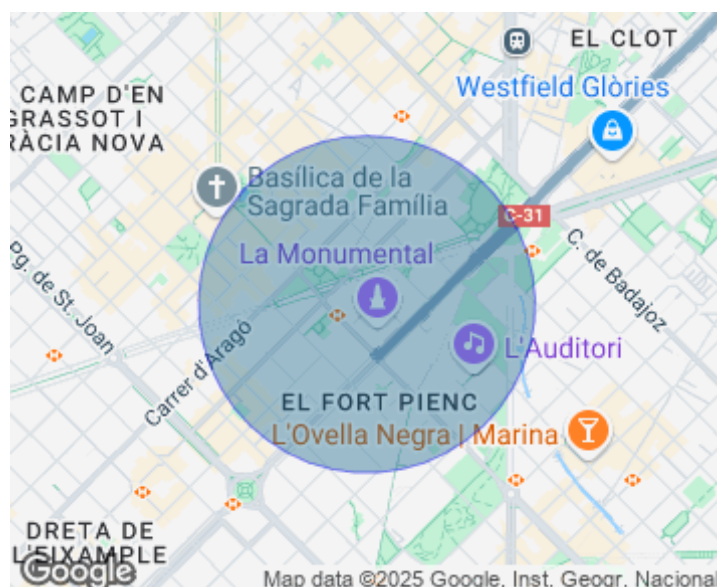 EL CLOT
Westfield Glòries
CAMP D'EN
GRASSOT I
RÀCIA NOVA
Basílica de la
Sagrada Família
C-31
La Monumental
C. de Badajoz
Pg. de St. Joan
L'Auditori
Carrer d'Aragó
EL FORT PIENC
L'Ovella Negra | Marina
DRETA DE
L'EIXAMPLE
Google
Map data ©2025 Google, Inst. Geogr. Nacional